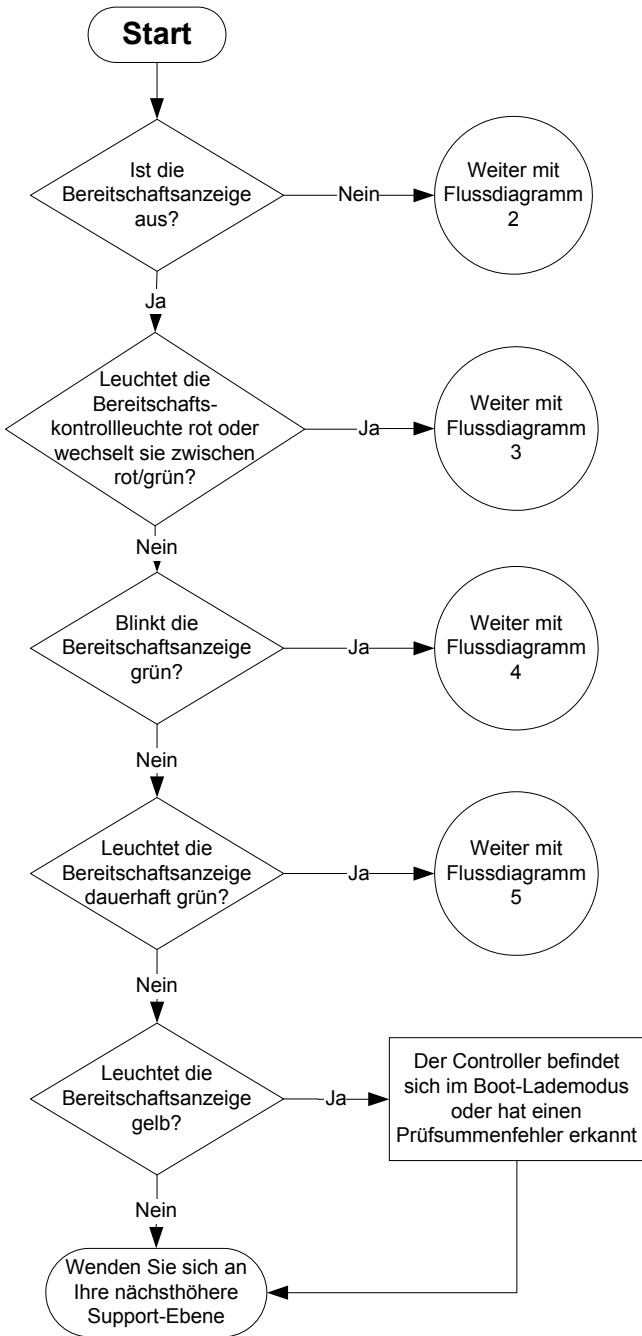 Start
Ist die
Bereitschaftsanzeige
aus?
Nein
Weiter mit
Flussdiagramm
2
Ja
Leuchtet die
Bereitschafts-
kontrollleuchte rot oder
wechselt sie zwischen
rot/grün?
Ja
Weiter mit
Flussdiagramm
3
Nein
Blinkt die
Bereitschaftsanzeige
grün?
Ja
Weiter mit
Flussdiagramm
4
Nein
Leuchtet die
Bereitschaftsanzeige
dauerhaft grün?
Ja
Weiter mit
Flussdiagramm
5
Nein
Leuchtet die
Bereitschaftsanzeige
gelb?
Ja
Der Controller befindet
sich im Boot-Lademodus
oder hat einen
Prüfsummenfehler erkannt
Nein
Wenden Sie sich an
Ihre nächsthöhere
Support-Ebene